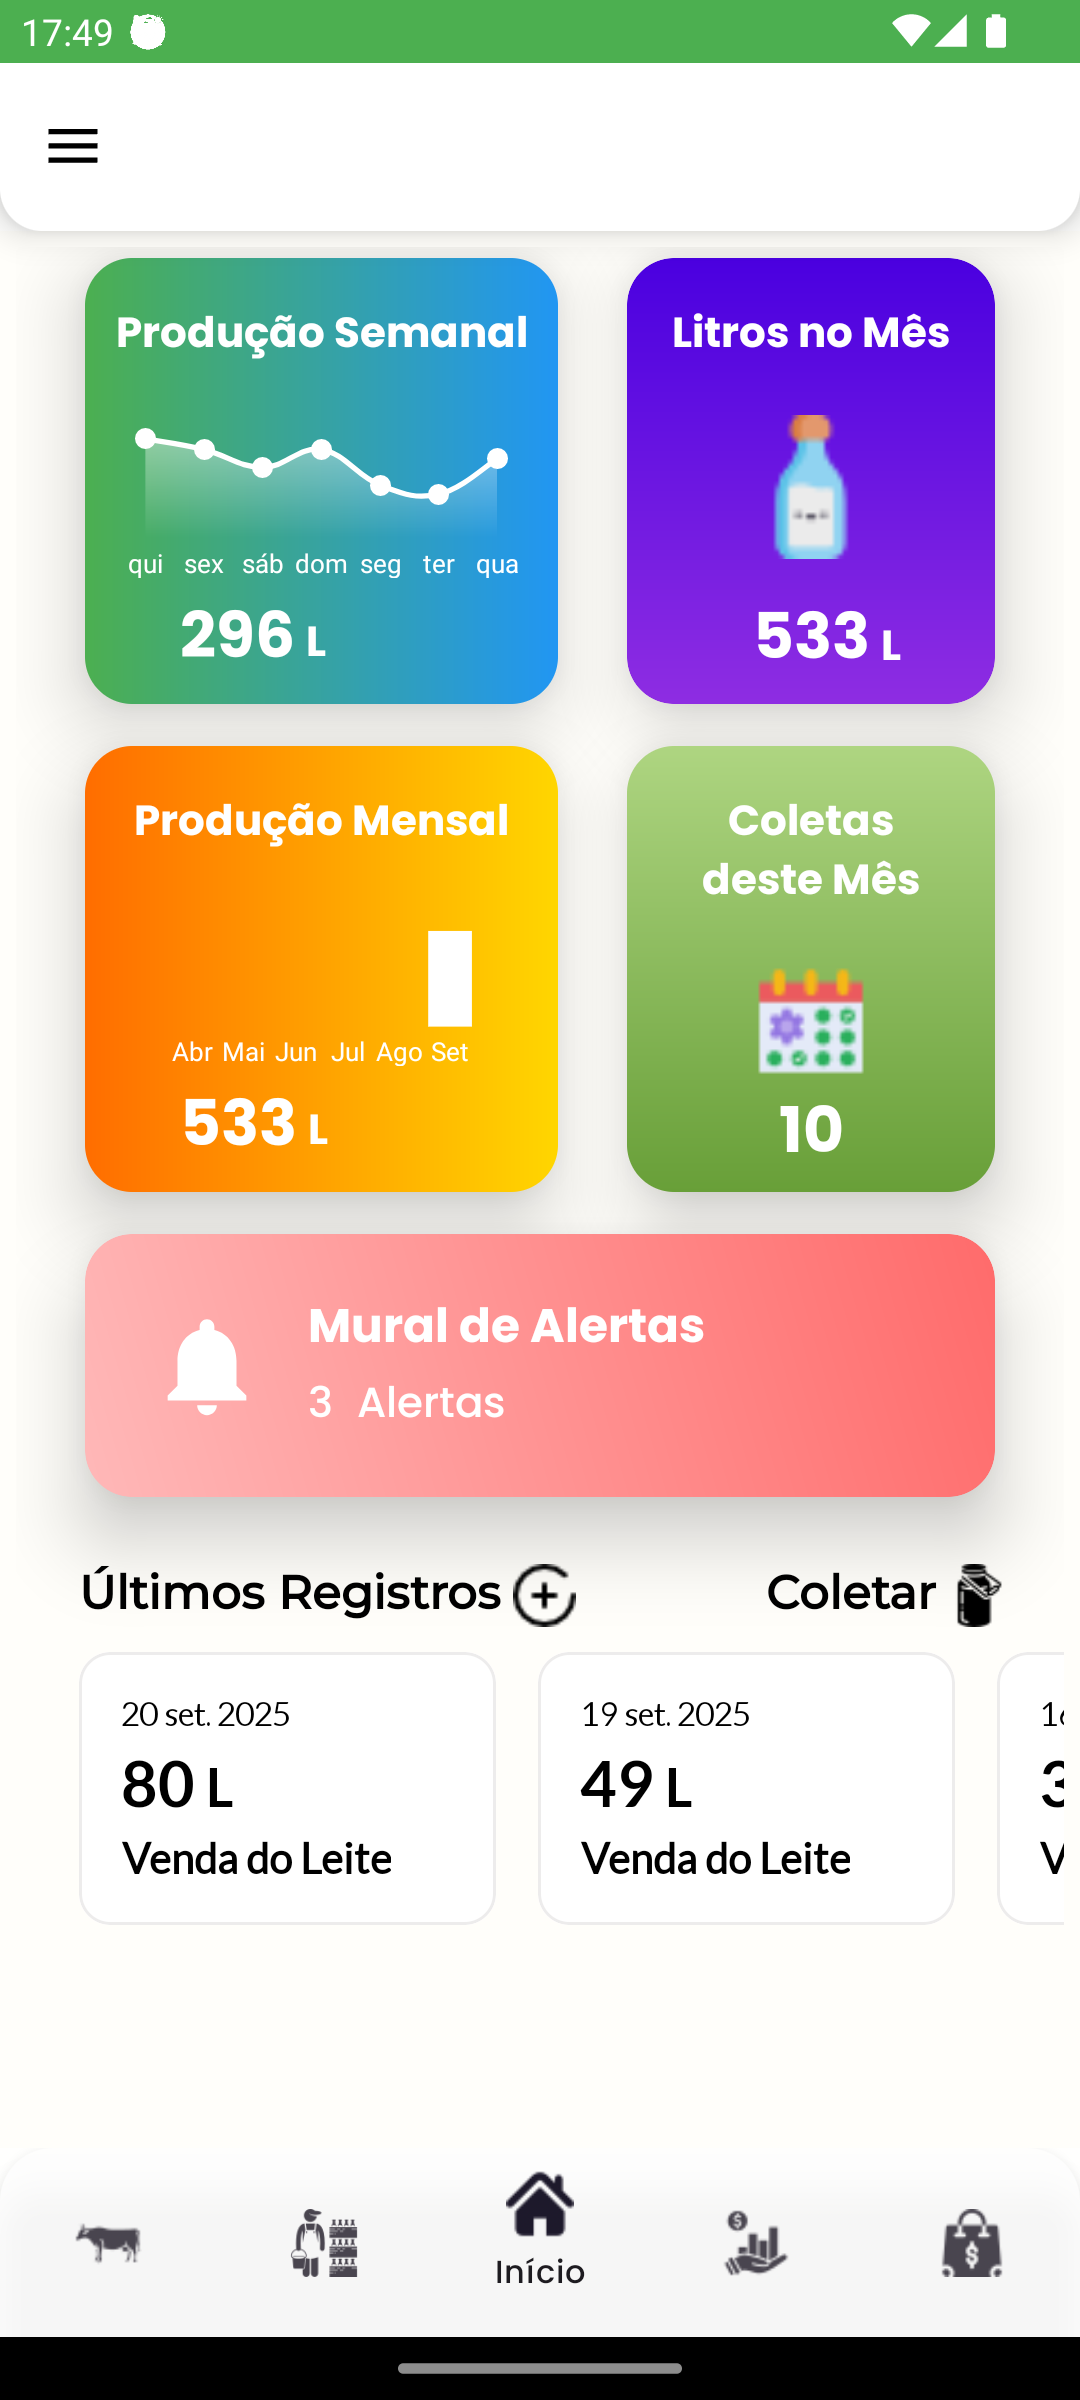 17:49
Produção Semanal
qui sex sáb dom seg ter qua
296 L
Litros no Mês
533 L
Produção Mensal
Abr Mai Jun Jul Ago Set
533 L
Coletas
deste Mês
10
Mural de Alertas
3 Alertas
Últimos Registros
Coletar
20 set. 2025
80 L
Venda do Leite
19 set. 2025
49 L
Venda do Leite
Início